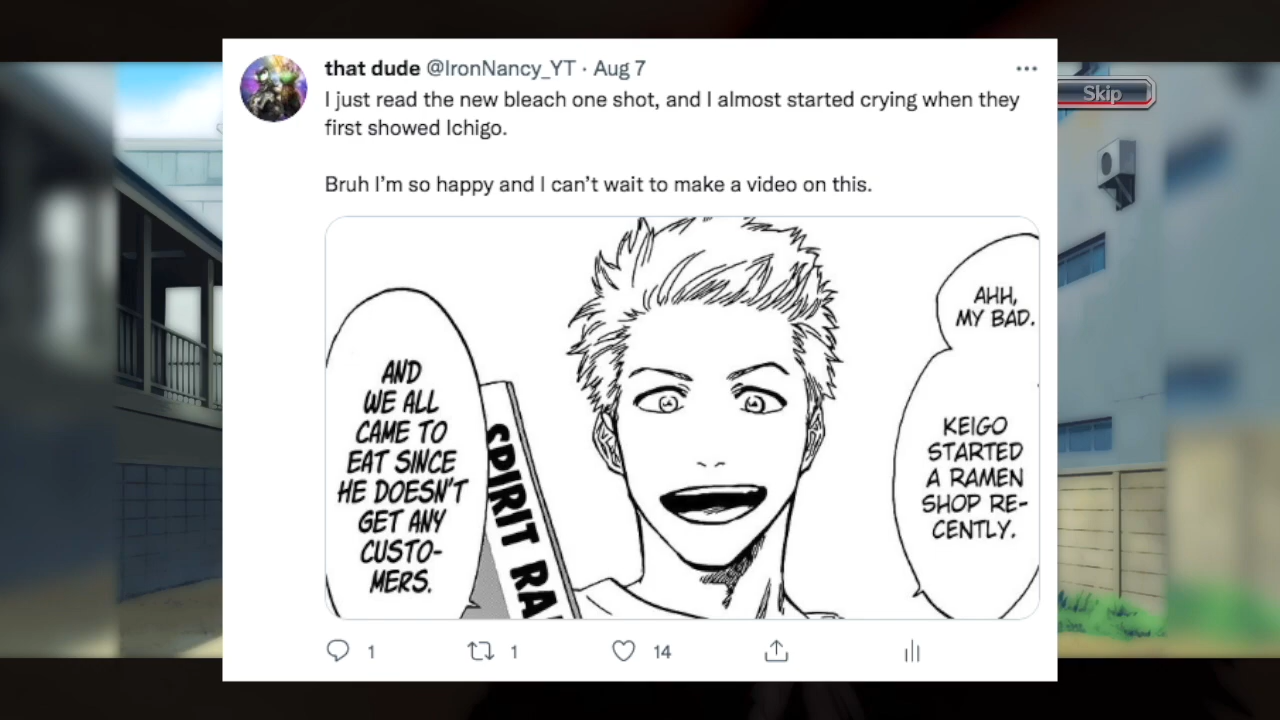 that dude @IronNancy_YT · Aug 7
I just read the new bleach one shot, and I almost started crying when they
first showed Ichigo.
Bruh I'm so happy and I can't wait to make a video on this.
Skip
AHH,
MY BAD.
KEIGO
STARTED
A RAMEN
SHOP RE-
CENTLY.
AND
WE ALL
CAME TO
EAT SINCE
HE DOESN'T
GET ANY
CUSTO-
MERS.
SPIRIT RA
1
1
14